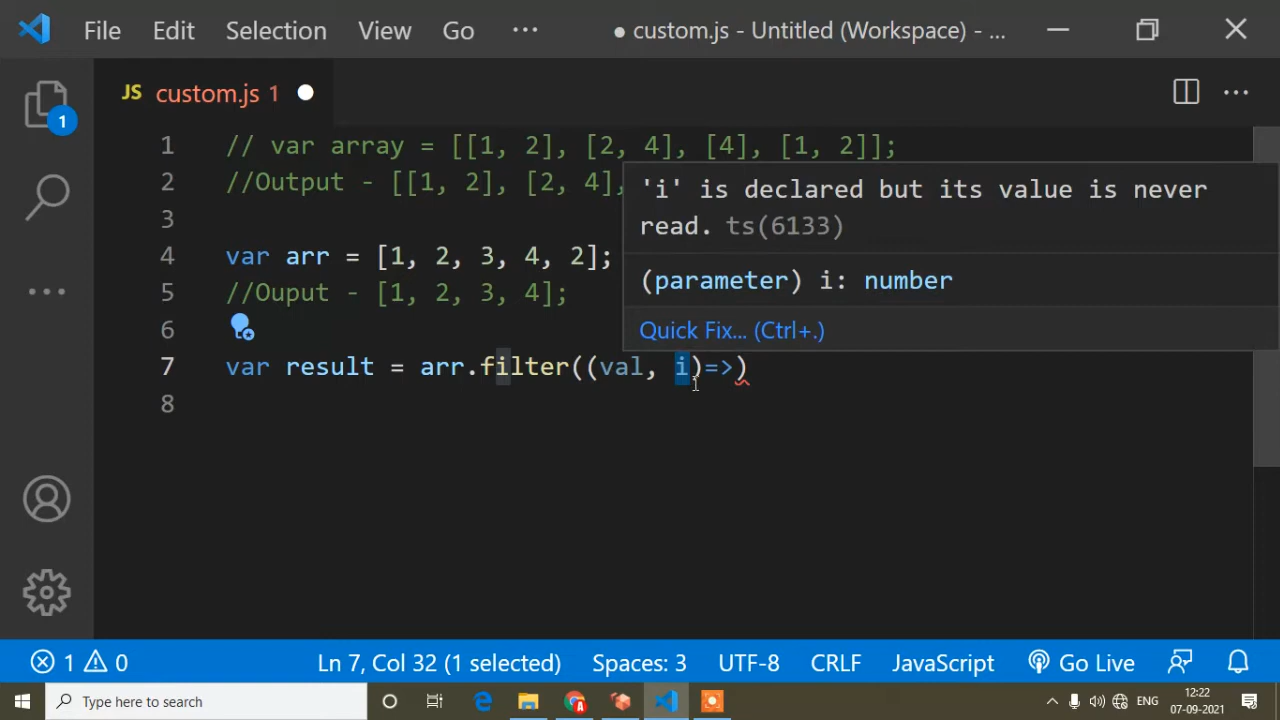 File Edit Selection View Go ... ● custom.js - Untitled (Workspace) - ...
JS custom.js 1 ●
1
1 // var array = [[1, 2], [2, 4], [4], [1, 2]];
2 //Output - [[1, 2], [2, 4],
'i' is declared but its value is never
read. ts(6133)
3
4 var arr = [1, 2, 3, 4, 2];
(parameter) i: number
5 //Ouput - [1, 2, 3, 4];
6
Quick Fix... (Ctrl+.)
7 var result = arr.filter((val, i)=>)
8
1 0 Ln 7, Col 32 (1 selected) Spaces: 3 UTF-8 CRLF JavaScript Go Live
Type here to search
A
ENG
12:22
07-09-2021